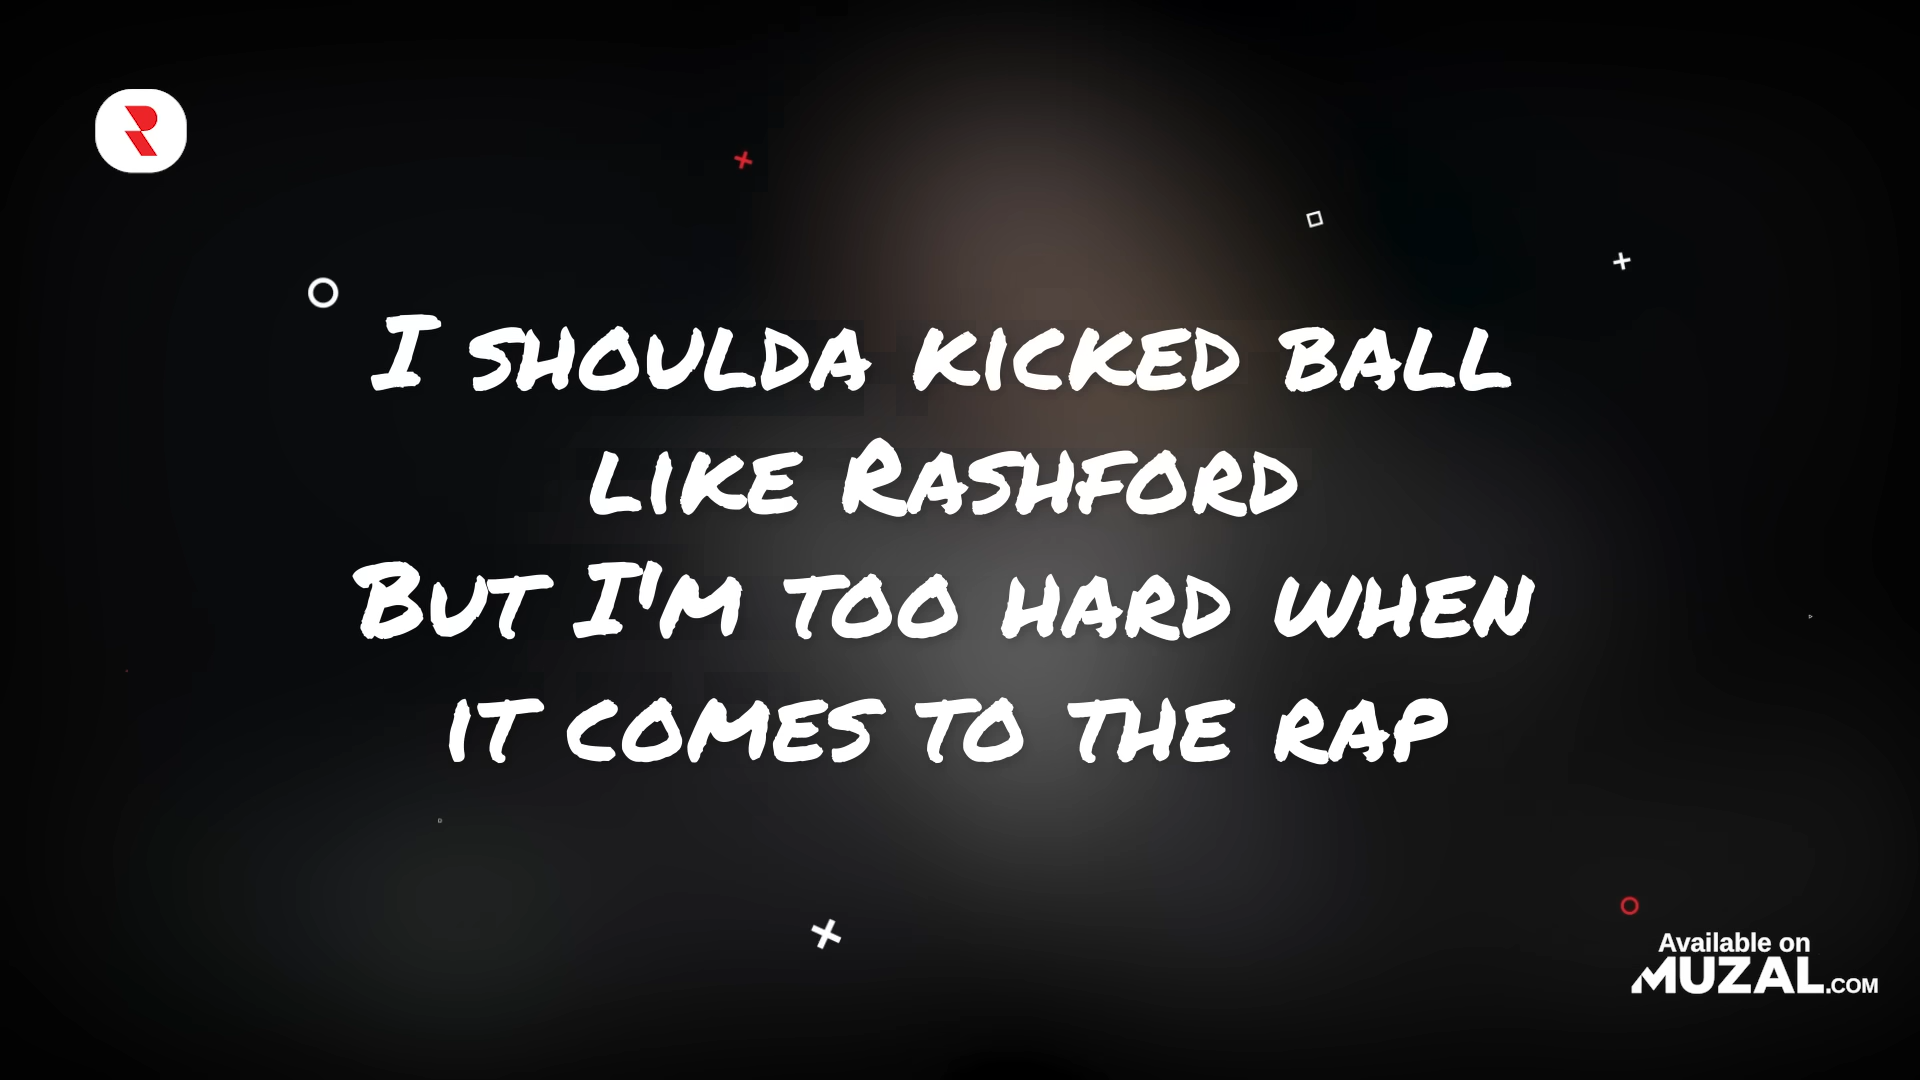 I shoulda kicked ball
like Rashford
But I'm too hard when
it comes to the rap
Available on
MUZAL.COM